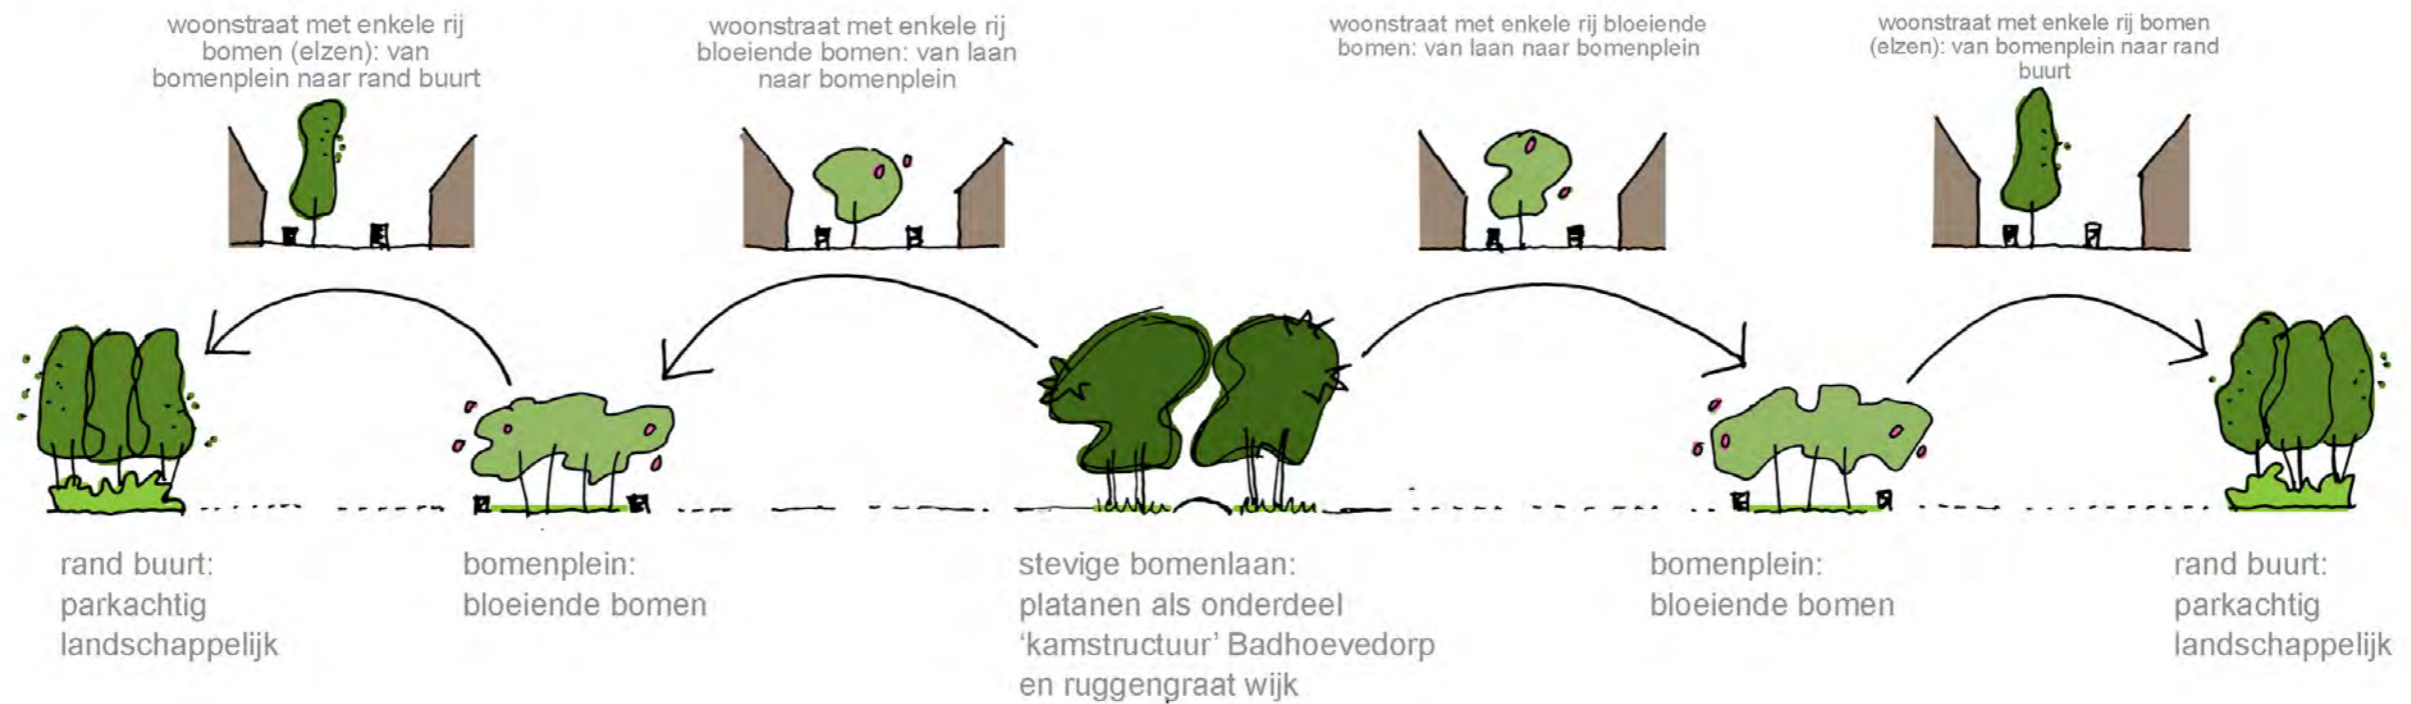 woonstraat met enkele rij
bomen (elzen): van
bomenplein naar rand buurt
woonstraat met enkele rij
bloeiende bomen: van laan
naar bomenplein
woonstraat met enkele rij bloeiende
bomen: van laan naar bomenplein
woonstraat met enkele rij bomen
(elzen): van bomenplein naar rand
buurt
rand buurt:
parkachtig
landschappelijk
bomenplein:
bloeiende bomen
stevige bomenlaan:
platanen als onderdeel
‘kamstructuur’ Badhoevedorp
en ruggengraat wijk
bomenplein:
bloeiende bomen
rand buurt:
parkachtig
landschappelijk